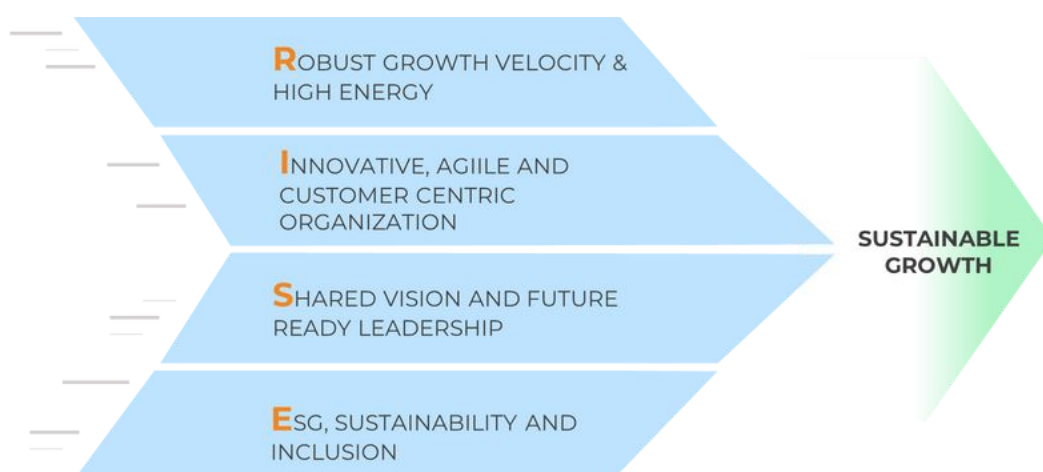 ROBUST GROWTH VELOCITY &
HIGH ENERGY
INNOVATIVE, AGIILE AND
CUSTOMER CENTRIC
ORGANIZATION
SHARED VISION AND FUTURE
READY LEADERSHIP
ESG, SUSTAINABILITY AND
INCLUSION
SUSTAINABLE
GROWTH